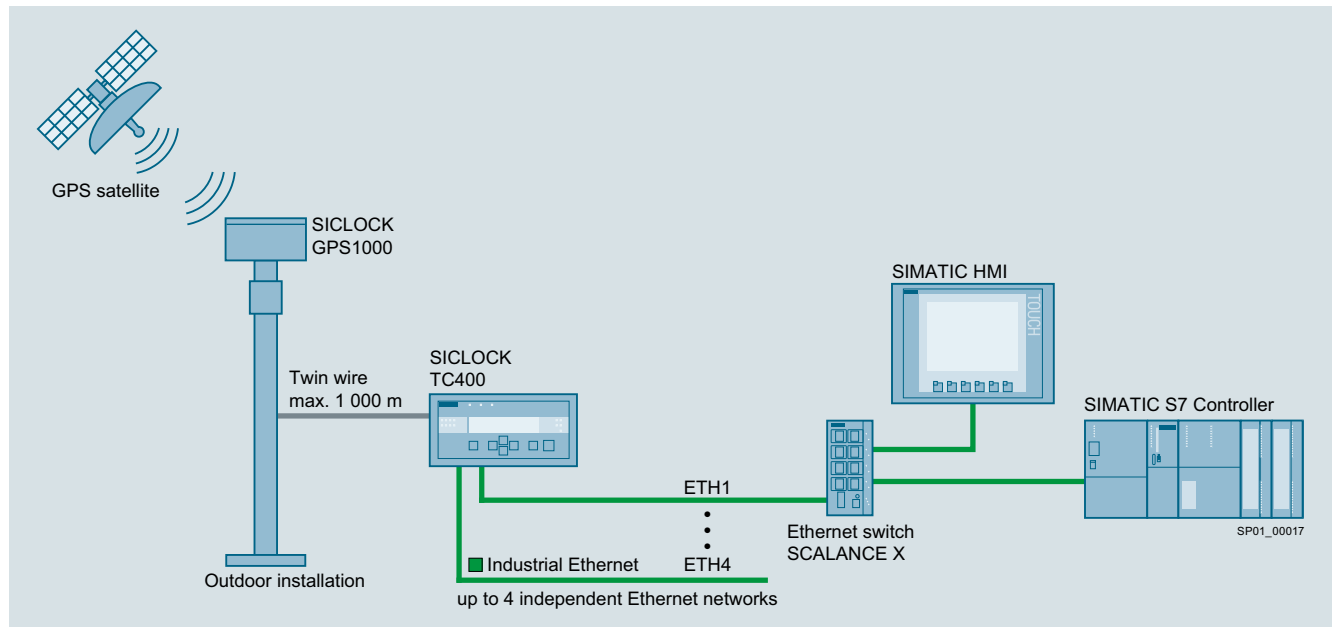 GPS satellite
SICLOCK
GPS1000
Twin wire
max. 1 000 m
Outdoor installation
SICLOCK
TC400
ETH1
ETH4
Industrial Ethernet
up to 4 independent Ethernet networks
Ethernet switch
SCALANCE X
SIMATIC HMI
TOUCH
SIMATIC S7 Controller
SP01_00017